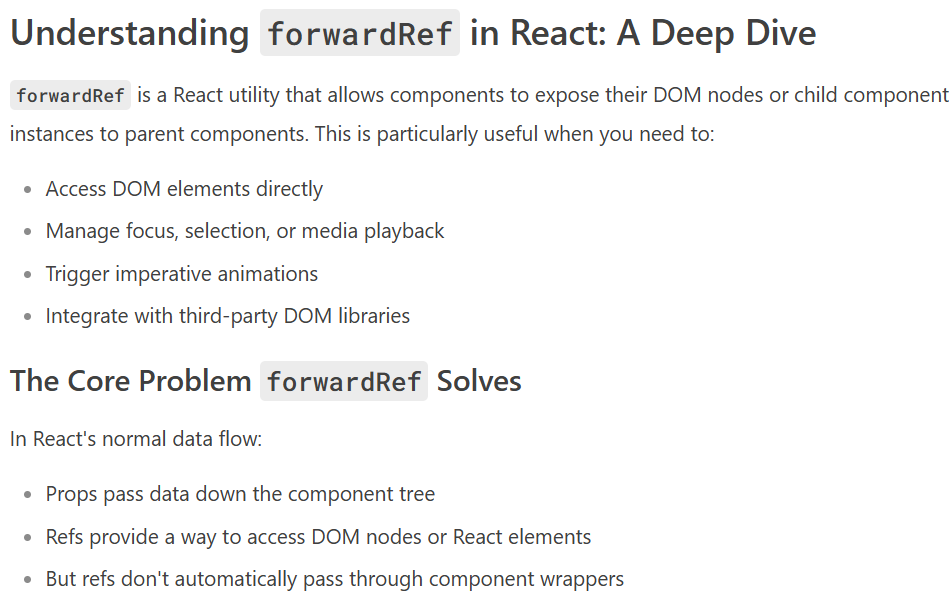 Understanding forwardRef in React: A Deep Dive
forwardRef is a React utility that allows components to expose their DOM nodes or child component
instances to parent components. This is particularly useful when you need to:
• Access DOM elements directly
• Manage focus, selection, or media playback
• Trigger imperative animations
• Integrate with third-party DOM libraries
The Core Problem forwardRef Solves
In React's normal data flow:
• Props pass data down the component tree
• Refs provide a way to access DOM nodes or React elements
• But refs don't automatically pass through component wrappers